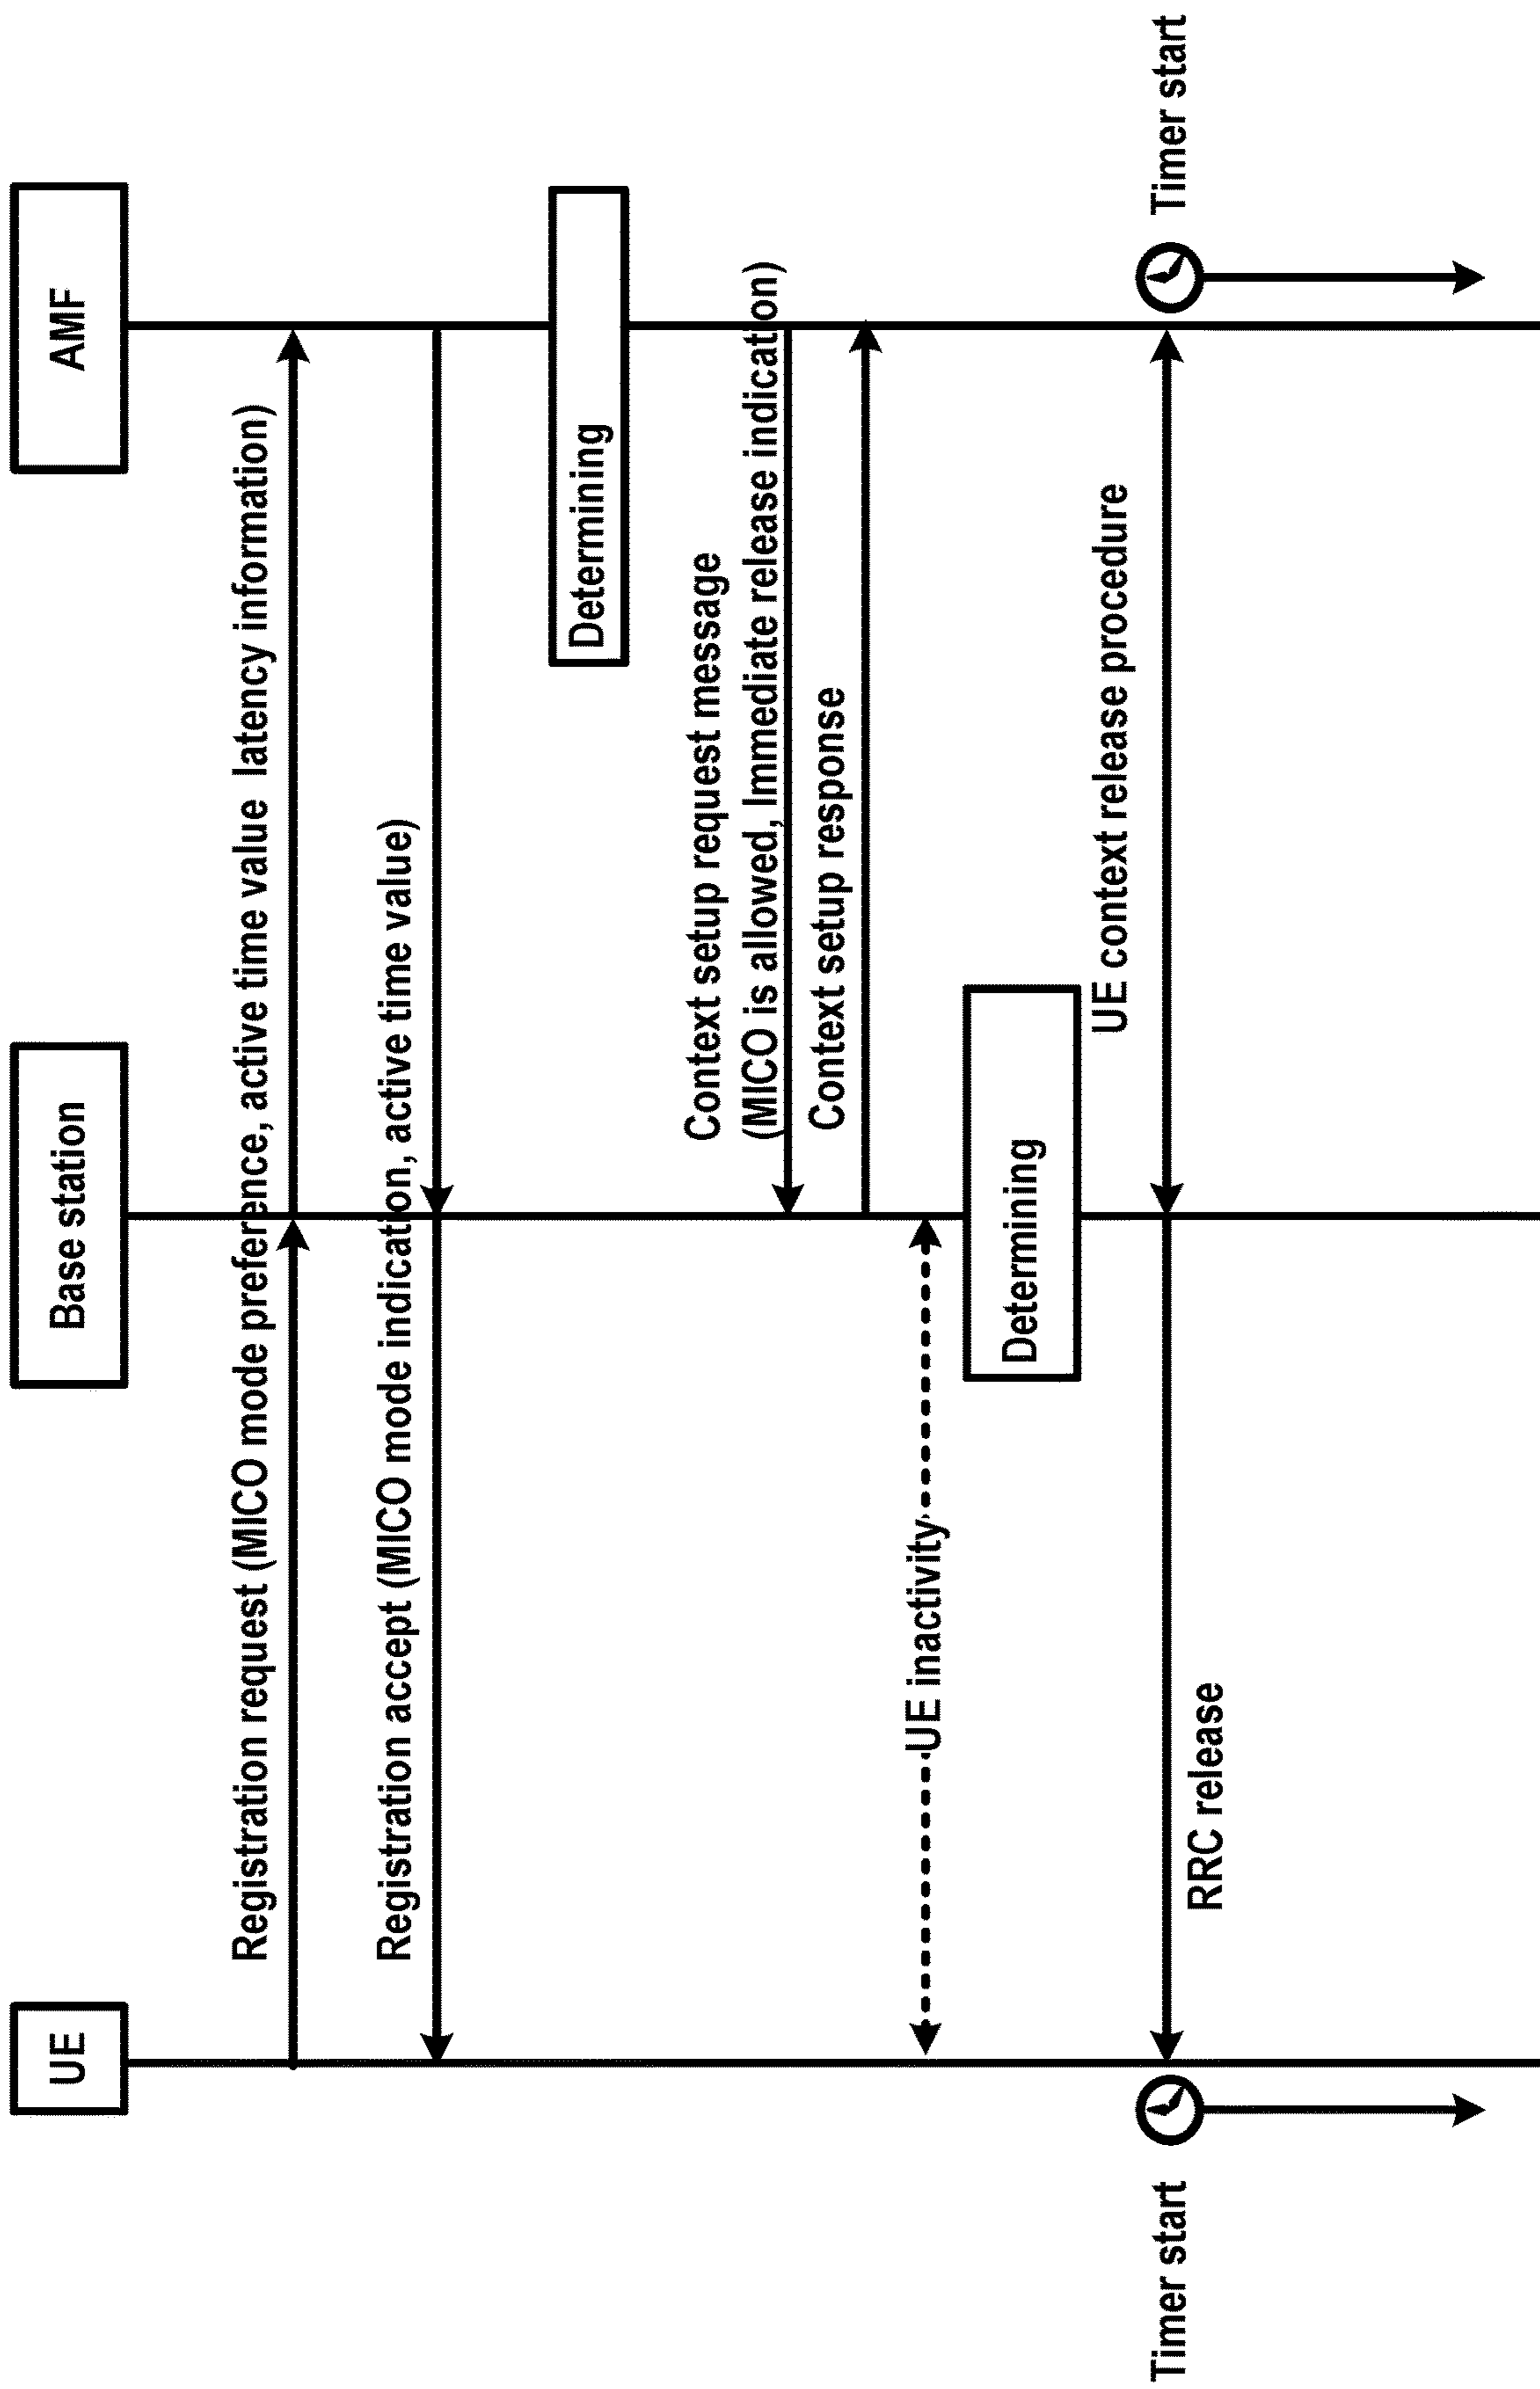 UE
Base station
AMF
Registration request (MICO mode preference, active time value latency information)
Registration accept (MICO mode indication, active time value)
Determining
Context setup request message
(MICO is allowed, Immediate release indication)
Context setup response
UE inactivity
Determining
UE context release procedure
Timer start
RRC release
Timer start